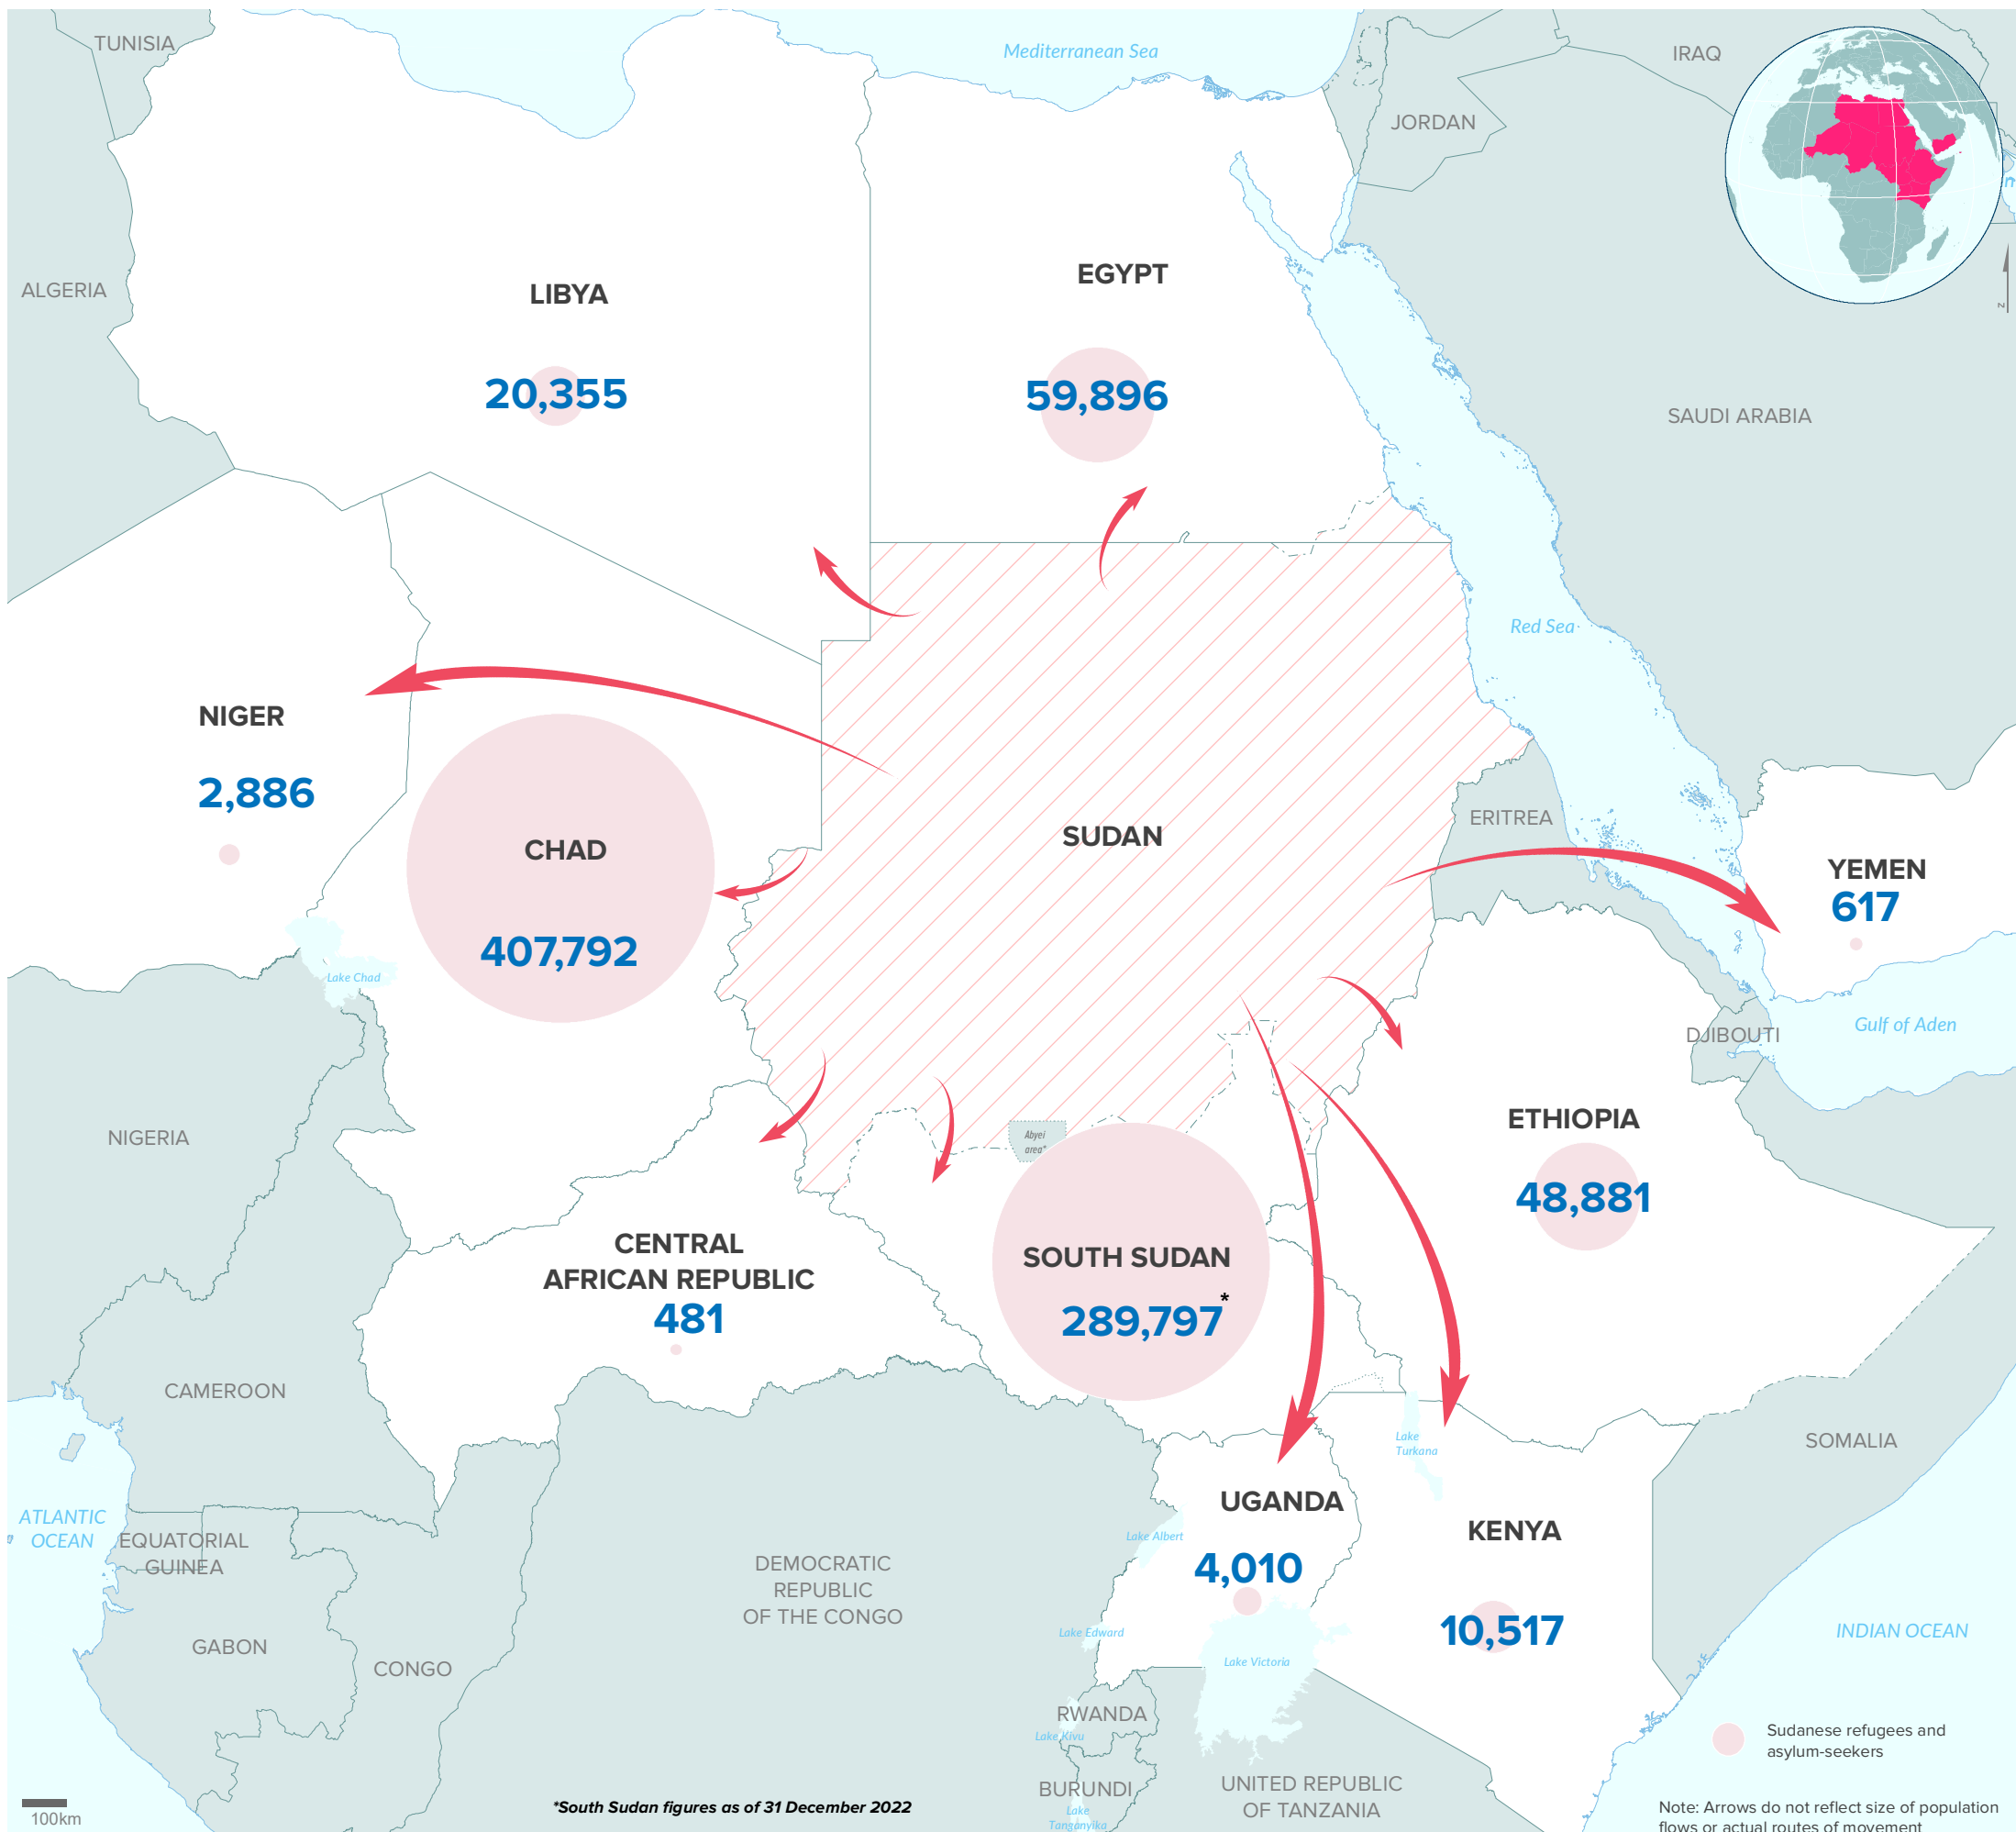 TUNISIA
Mediterranean Sea
IRAQ
JORDAN
ALGERIA
LIBYA
20,355
EGYPT
59,896
SAUDI ARABIA
N
Red Sea
NIGER
2,886
CHAD
407,792
SUDAN
ERITREA
YEMEN
617
Lake Chad
DJIBOUTI
Gulf of Aden
NIGERIA
Abyei
area*
ETHIOPIA
48,881
CENTRAL
AFRICAN REPUBLIC
481
SOUTH SUDAN
289,797*
CAMEROON
Lake
Turkana
SOMALIA
ATLANTIC
OCEAN
EQUATORIAL
GUINEA
UGANDA
4,010
Lake Albert
KENYA
10,517
DEMOCRATIC
REPUBLIC
OF THE CONGO
GABON
CONGO
Lake Edward
Lake Victoria
INDIAN OCEAN
RWANDA
Lake Kivu
BURUNDI
Lake
Tanganyika
UNITED REPUBLIC
OF TANZANIA
Sudanese refugees and
asylum-seekers
100km
*South Sudan figures as of 31 December 2022
Note: Arrows do not reflect size of population
flows or actual routes of movement